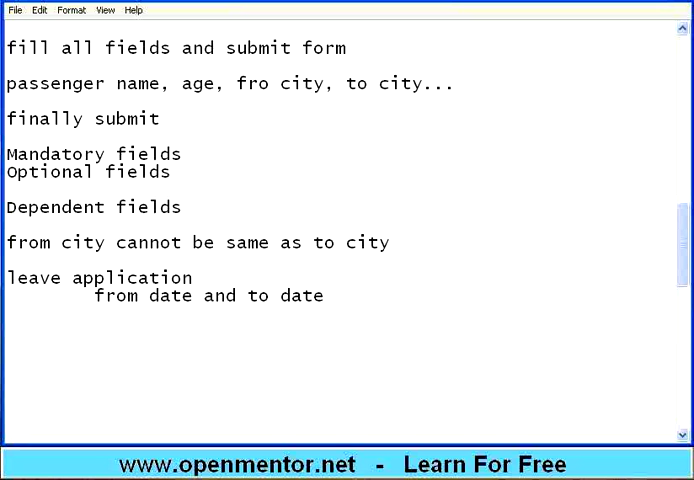 File Edit Format View Help
fill all fields and submit form
passenger name, age, fro city, to city...
finally submit
Mandatory fields
Optional fields
Dependent fields
from city cannot be same as to city
leave application
from date and to date
www.openmentor.net - Learn For Free